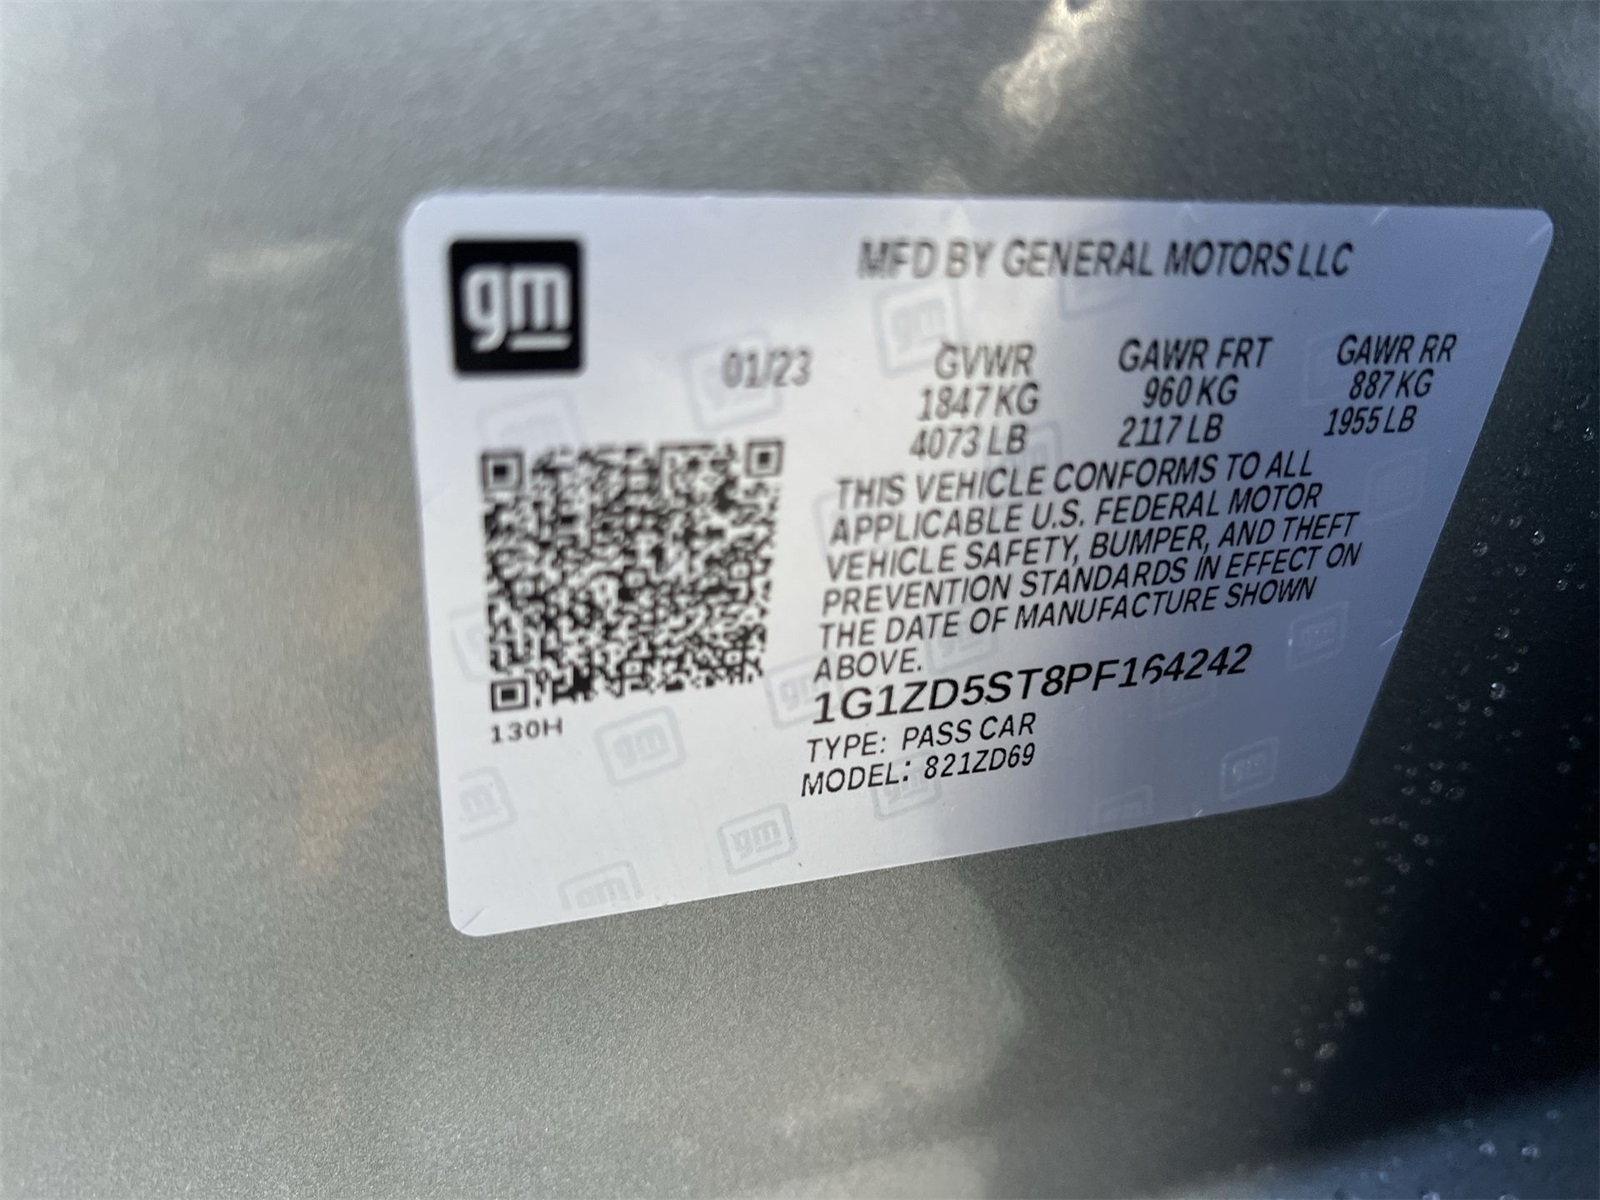 gm
MFD BY GENERAL MOTORS LLC
01/23 GVWR GAWR FRT GAWR RR
1847 KG 960 KG 887 KG
4073 LB 2117 LB 1955 LB
THIS VEHICLE CONFORMS TO ALL
APPLICABLE U.S. FEDERAL MOTOR
VEHICLE SAFETY, BUMPER, AND THEFT
PREVENTION STANDARDS IN EFFECT ON
THE DATE OF MANUFACTURE SHOWN
ABOVE.
1G1ZD5ST8PF164242
TYPE: PASS CAR
MODEL: 821ZD69
130H